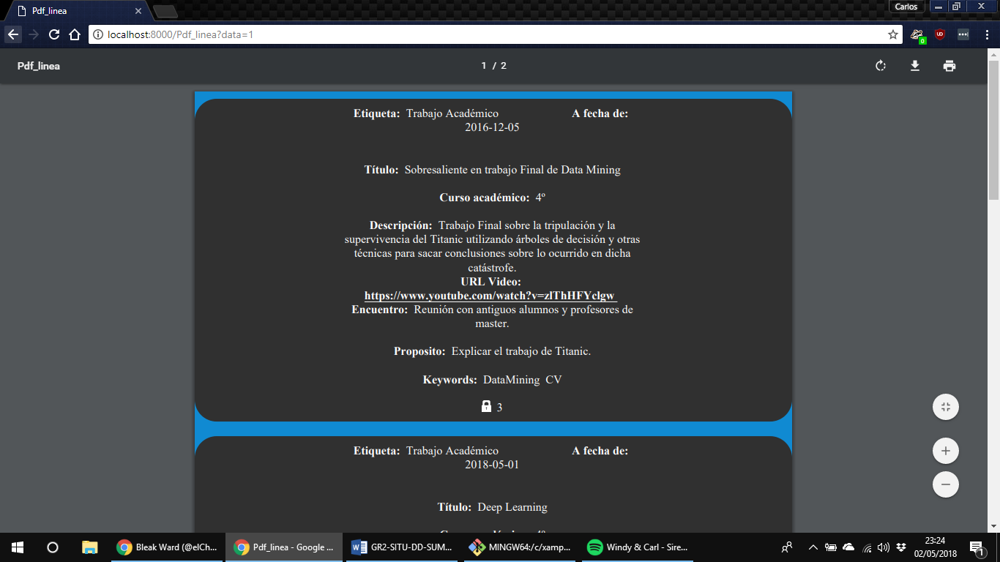 Pdf_linea
Carlos
localhost:8000/Pdf_linea?data=1
UD
0
Pdf_linea
1 / 2
Etiqueta: Trabajo Académico A fecha de:
2016-12-05
Título: Sobresaliente en trabajo Final de Data Mining
Curso académico: 4º
Descripción: Trabajo Final sobre la tripulación y la
supervivencia del Titanic utilizando árboles de decisión y otras
técnicas para sacar conclusiones sobre lo ocurrido en dicha
catástrofe.
URL Video:
https://www.youtube.com/watch?v=zlThHFYclgw
Encuentro: Reunión con antiguos alumnos y profesores de
master.
Proposito: Explicar el trabajo de Titanic.
Keywords: DataMining CV
3
Etiqueta: Trabajo Académico A fecha de:
2018-05-01
Título: Deep Learning
Bleak Ward (@elCh...
Pdf_linea - Google ...
GR2-SITU-DD-SUM...
MINGW64:/c/xamp...
Windy & Carl - Sire...
23:24
02/05/2018
1